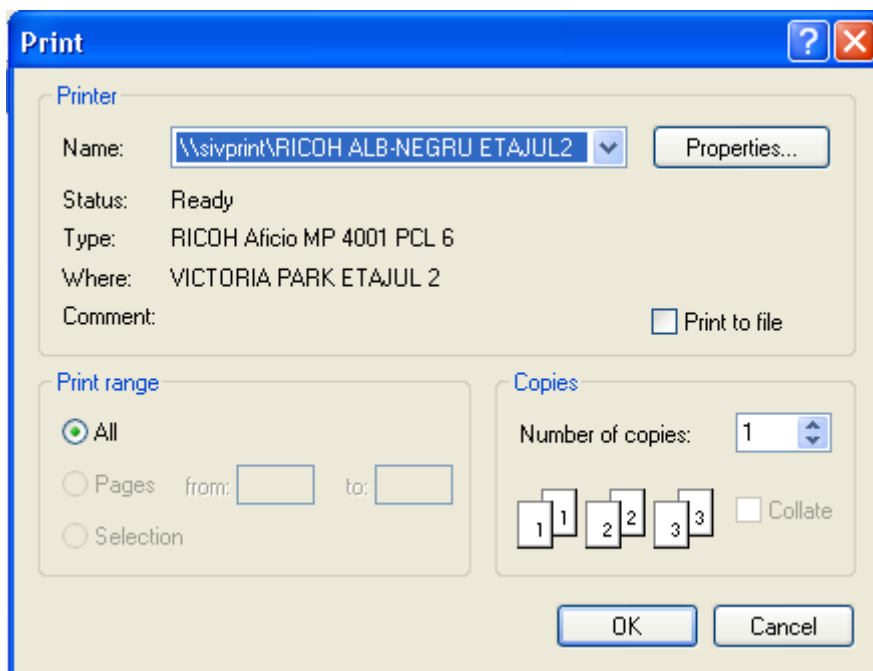 Print
Printer
Name: \\sivprint\RICOH ALB-NEGRU ETAJUL2 Properties...
Status: Ready
Type: RICOH Aficio MP 4001 PCL 6
Where: VICTORIA PARK ETAJUL 2
Comment: Print to file
Print range
All
Pages from: to:
Selection
Copies
Number of copies: 1
1 1 2 2 3 3 Collate
OK Cancel